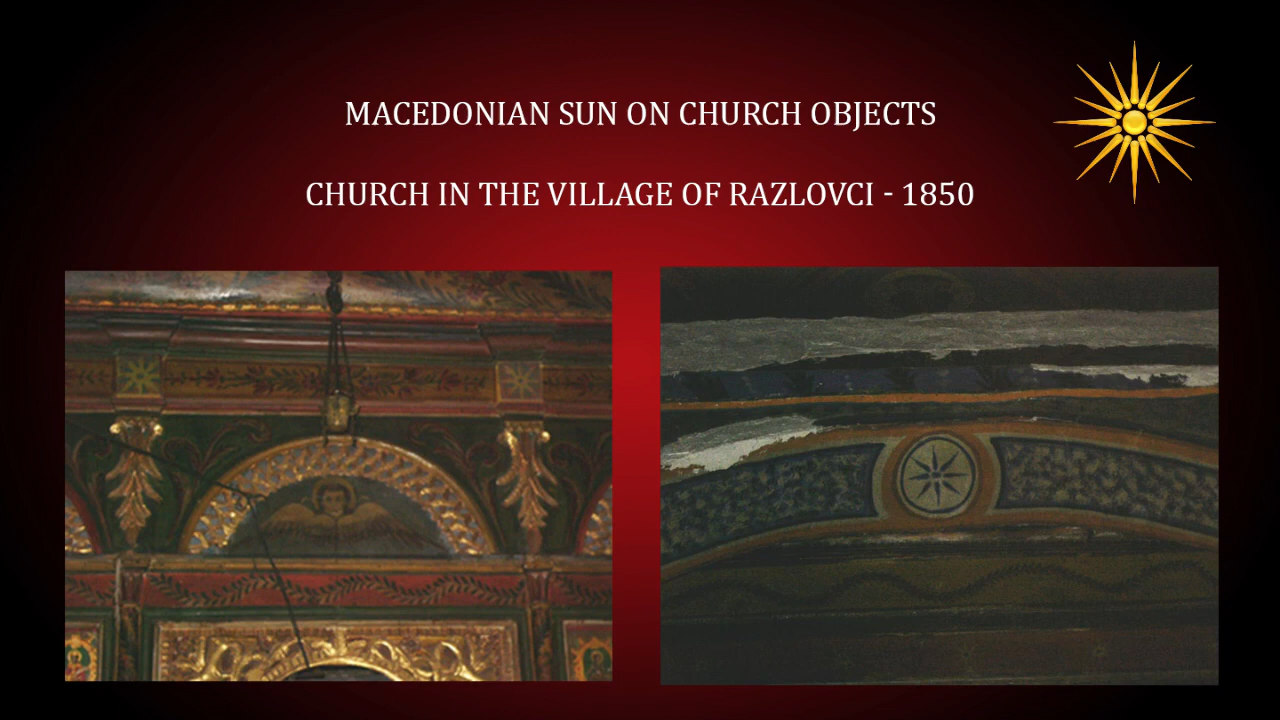 MACEDONIAN SUN ON CHURCH OBJECTS
CHURCH IN THE VILLAGE OF RAZLOVCI - 1850